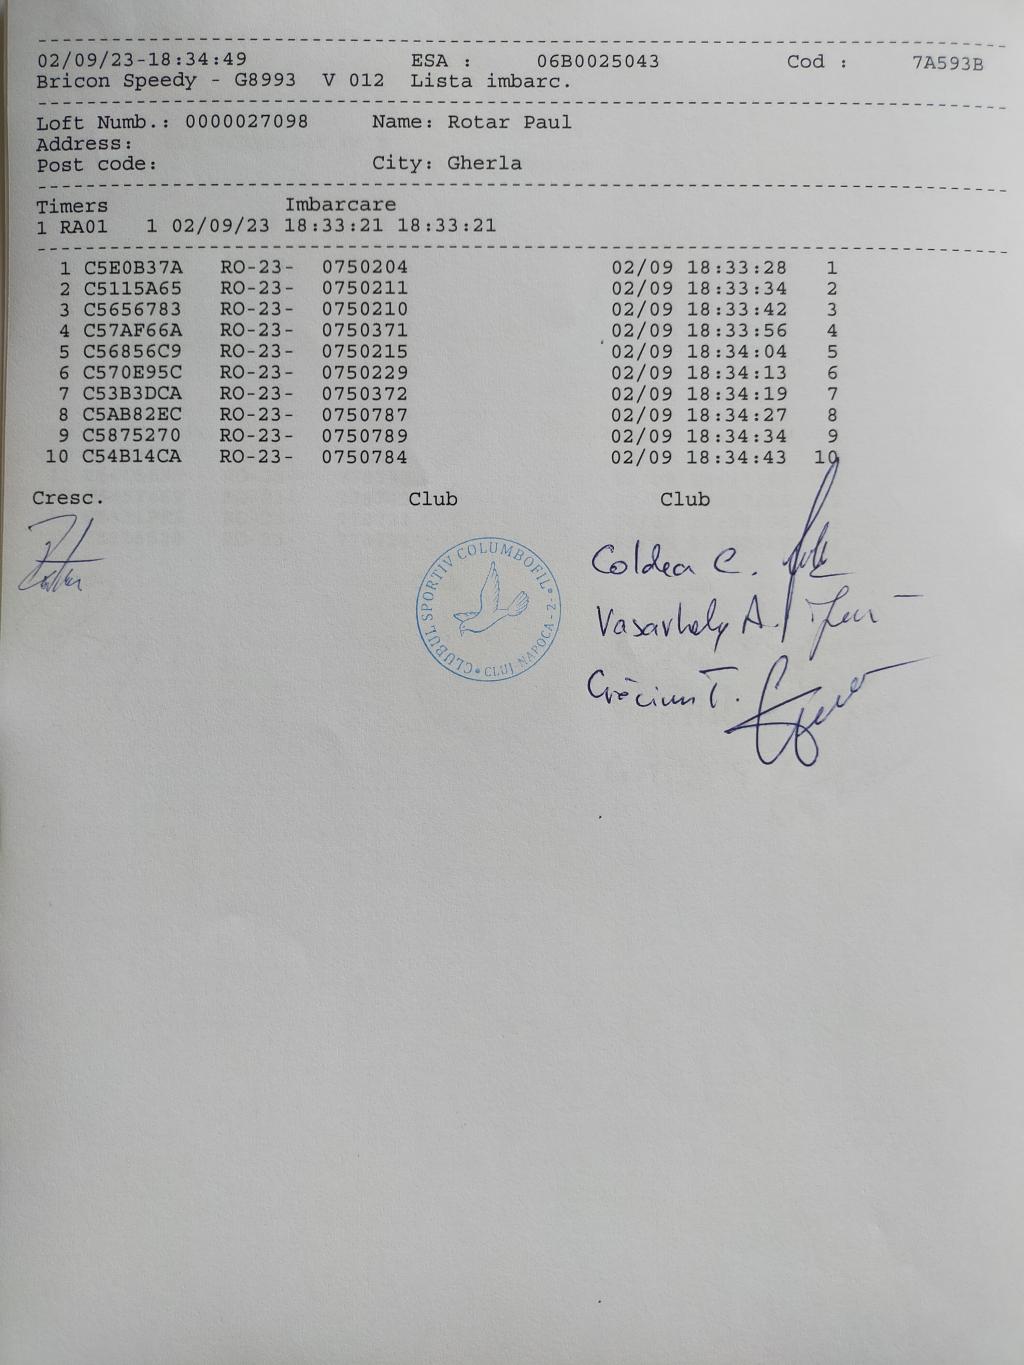 02/09/23-18:34:49 ESA : 06B0025043 Cod : 7A593B
Bricon Speedy - G8993 V 012 Lista imbarc.
Loft Numb.: 0000027098 Name: Rotar Paul
Address:
Post code: City: Gherla
Timers Imbarcare
1 RA01 1 02/09/23 18:33:21 18:33:21
1 C5E0B37A RO-23- 0750204 02/09 18:33:28 1
2 C5115A65 RO-23- 0750211 02/09 18:33:34 2
3 C5656783 RO-23- 0750210 02/09 18:33:42 3
4 C57AF66A RO-23- 0750371 02/09 18:33:56 4
5 C56856C9 RO-23- 0750215 02/09 18:34:04 5
6 C570E95C RO-23- 0750229 02/09 18:34:13 6
7 C53B3DCA RO-23- 0750372 02/09 18:34:19 7
8 C5AB82EC RO-23- 0750787 02/09 18:34:27 8
9 C5875270 RO-23- 0750789 02/09 18:34:34 9
10 C54B14CA RO-23- 0750784 02/09 18:34:43 10
Cresc. Club Club
CLUBUL SPORTIV COLUMBOFIL
CLUJ-NAPOCA-2-
Coldea C.
Vasarhely A.
Crăciun T.